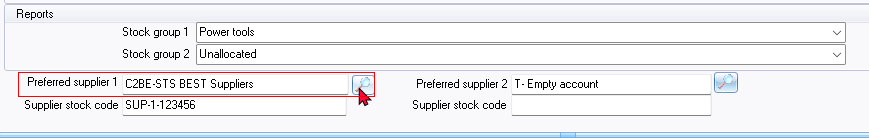 Reports
Stock group 1 Power tools
Stock group 2 Unallocated
Preferred supplier 1 C2BE-STS BEST Suppliers Preferred supplier 2 T- Empty account
Supplier stock code SUP-1-123456 Supplier stock code